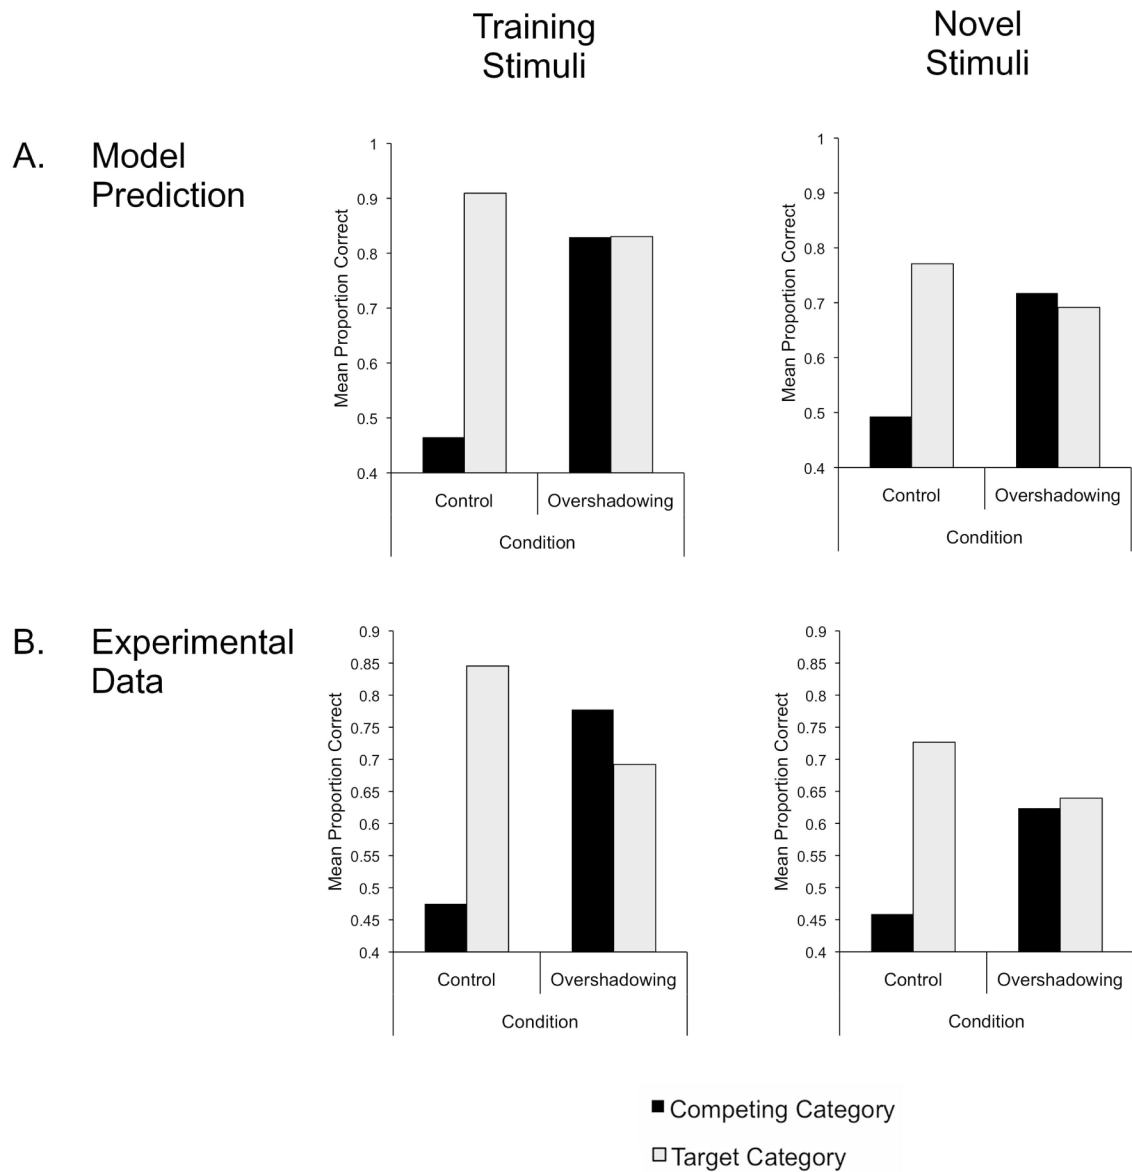 Training
Stimuli
Novel
Stimuli
A. Model
Prediction
Mean Proportion Correct
1
0.9
0.8
0.7
0.6
0.5
0.4
Control
Overshadowing
Condition
Mean Proportion Correct
1
0.9
0.8
0.7
0.6
0.5
0.4
Control
Overshadowing
Condition
B. Experimental
Data
Mean Proportion Correct
0.9
0.85
0.8
0.75
0.7
0.65
0.6
0.55
0.5
0.45
0.4
Control
Overshadowing
Condition
Mean Proportion Correct
0.9
0.85
0.8
0.75
0.7
0.65
0.6
0.55
0.5
0.45
0.4
Control
Overshadowing
Condition
Competing Category
Target Category